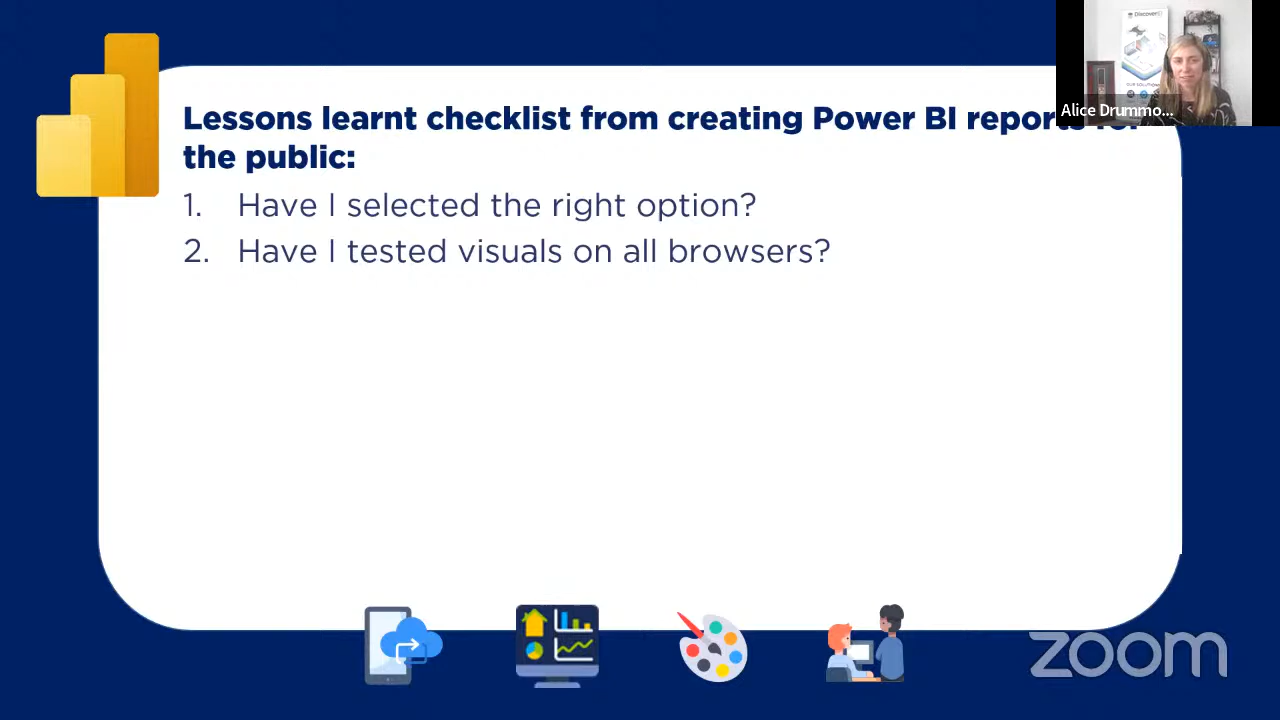 Lessons learnt checklist from creating Power BI reports for
the public:
1. Have I selected the right option?
2. Have I tested visuals on all browsers?
Alice Drummo...
zoom